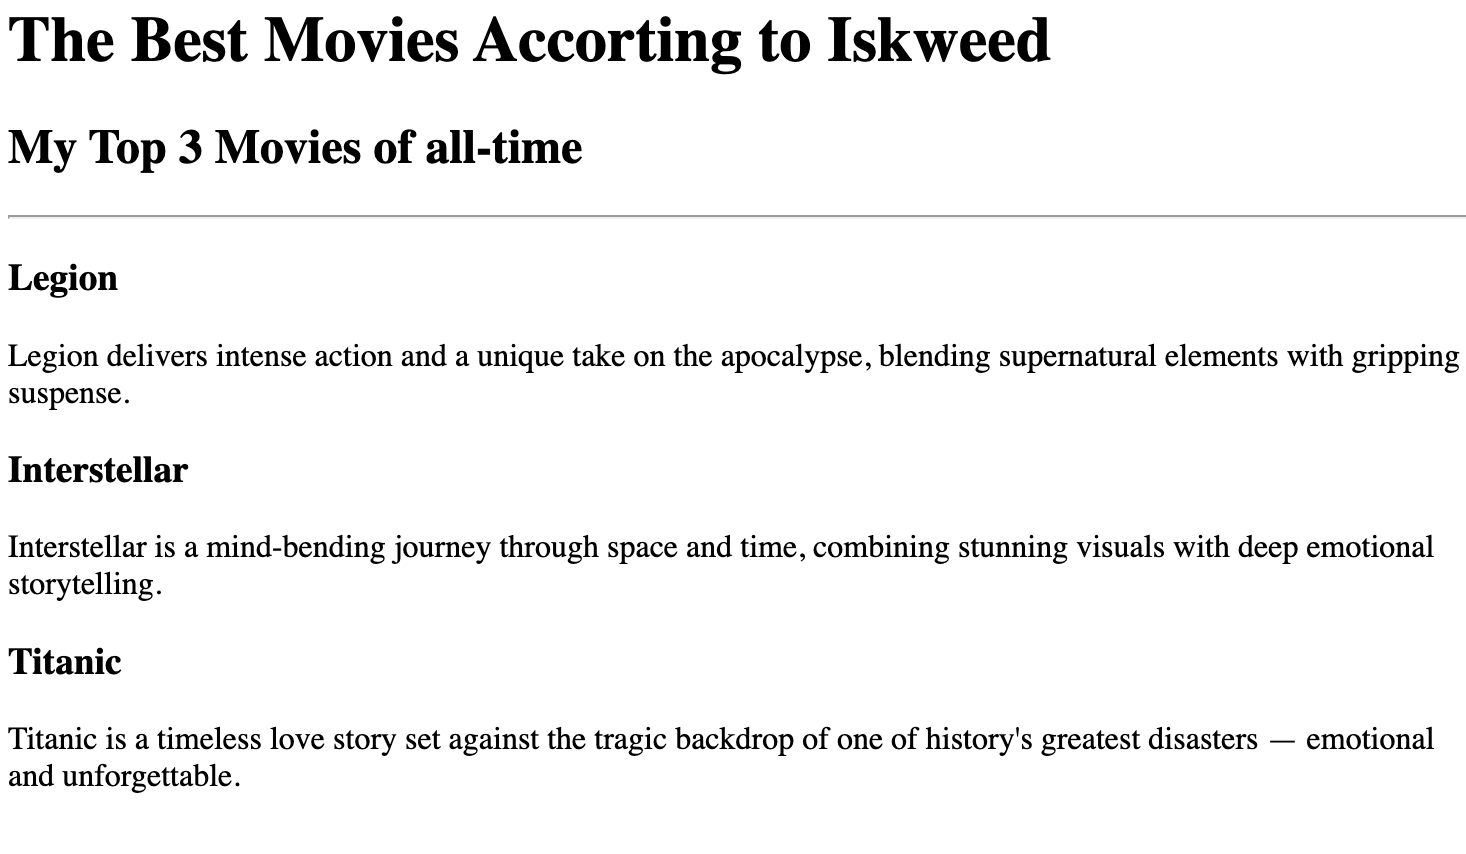 The Best Movies Accorting to Iskweed
My Top 3 Movies of all-time
Legion
Legion delivers intense action and a unique take on the apocalypse, blending supernatural elements with gripping
suspense.
Interstellar
Interstellar is a mind-bending journey through space and time, combining stunning visuals with deep emotional
storytelling.
Titanic
Titanic is a timeless love story set against the tragic backdrop of one of history's greatest disasters — emotional
and unforgettable.